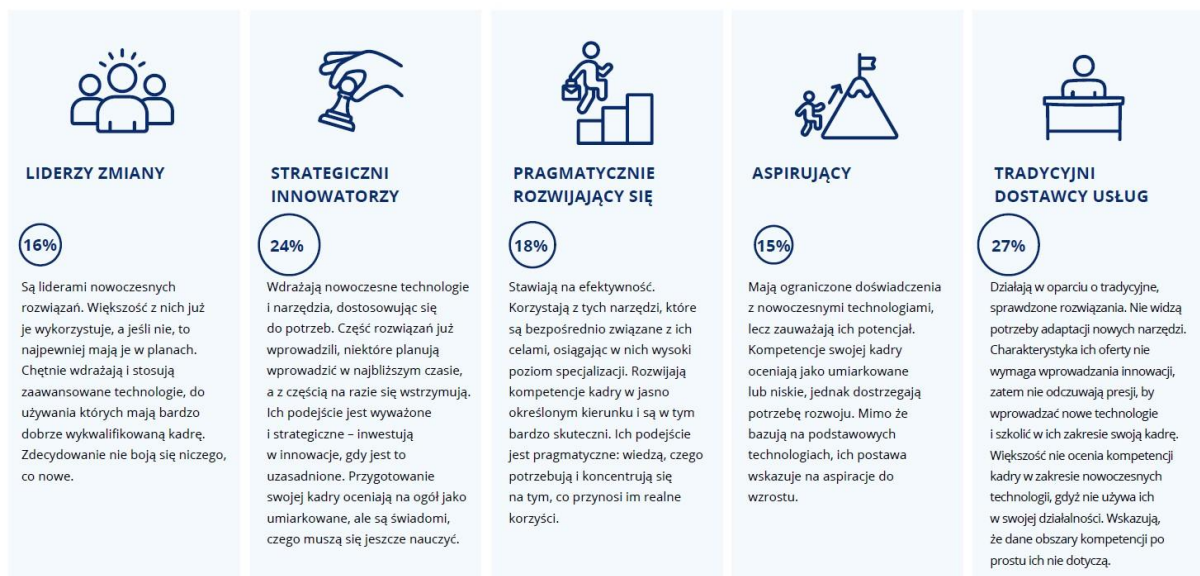 LIDERZY ZMIANY
16%
Są liderami nowoczesnych
rozwiązań. Większość z nich już
je wykorzystuje, a jeśli nie, to
najpewniej mają je w planach.
Chętnie wdrażają i stosują
zaawansowane technologie, do
używania których mają bardzo
dobrze wykwalifikowaną kadrę.
Zdecydowanie nie boją się niczego,
co nowe.
STRATEGICZNI
INNOWATORZY
24%
Wdrażają nowoczesne technologie
i narzędzia, dostosowując się
do potrzeb. Część rozwiązań już
wprowadzili, niektóre planują
wprowadzić w najbliższym czasie,
a z częścią na razie się wstrzymują.
Ich podejście jest wyważone
i strategiczne – inwestują
w innowacje, gdy jest to
uzasadnione. Przygotowanie
swojej kadry oceniają na ogół jako
umiarkowane, ale są świadomi,
czego muszą się jeszcze nauczyć.
PRAGMATYCZNIE
ROZWIJAJĄCY SIĘ
18%
Stawiają na efektywność.
Korzystają z tych narzędzi, które
są bezpośrednio związane z ich
celami, osiągając w nich wysoki
poziom specjalizacji. Rozwijają
kompetencje kadry w jasno
określonym kierunku i są w tym
bardzo skuteczni. Ich podejście
jest pragmatyczne: wiedzą, czego
potrzebują i koncentrują się
na tym, co przynosi im realne
korzyści.
ASPIRUJĄCY
15%
Mają ograniczone doświadczenia
z nowoczesnymi technologiami,
lecz zauważają ich potencjał.
Kompetencje swojej kadry
oceniają jako umiarkowane
lub niskie, jednak dostrzegają
potrzebę rozwoju. Mimo że
bazują na podstawowych
technologiach, ich postawa
wskazuje na aspiracje do
wzrostu.
TRADYCYJNI
DOSTAWCY USŁUG
27%
Działają w oparciu o tradycyjne,
sprawdzone rozwiązania. Nie widzą
potrzeby adaptacji nowych narzędzi.
Charakterystyka ich oferty nie
wymaga wprowadzania innowacji,
zatem nie odczuwają presji, by
wprowadzać nowe technologie
i szkolić w ich zakresie swoją kadrę.
Większość nie ocenia kompetencji
kadry w zakresie nowoczesnych
technologii, gdyż nie używa ich
w swojej działalności. Wskazują,
że dane obszary kompetencji po
prostu ich nie dotyczą.